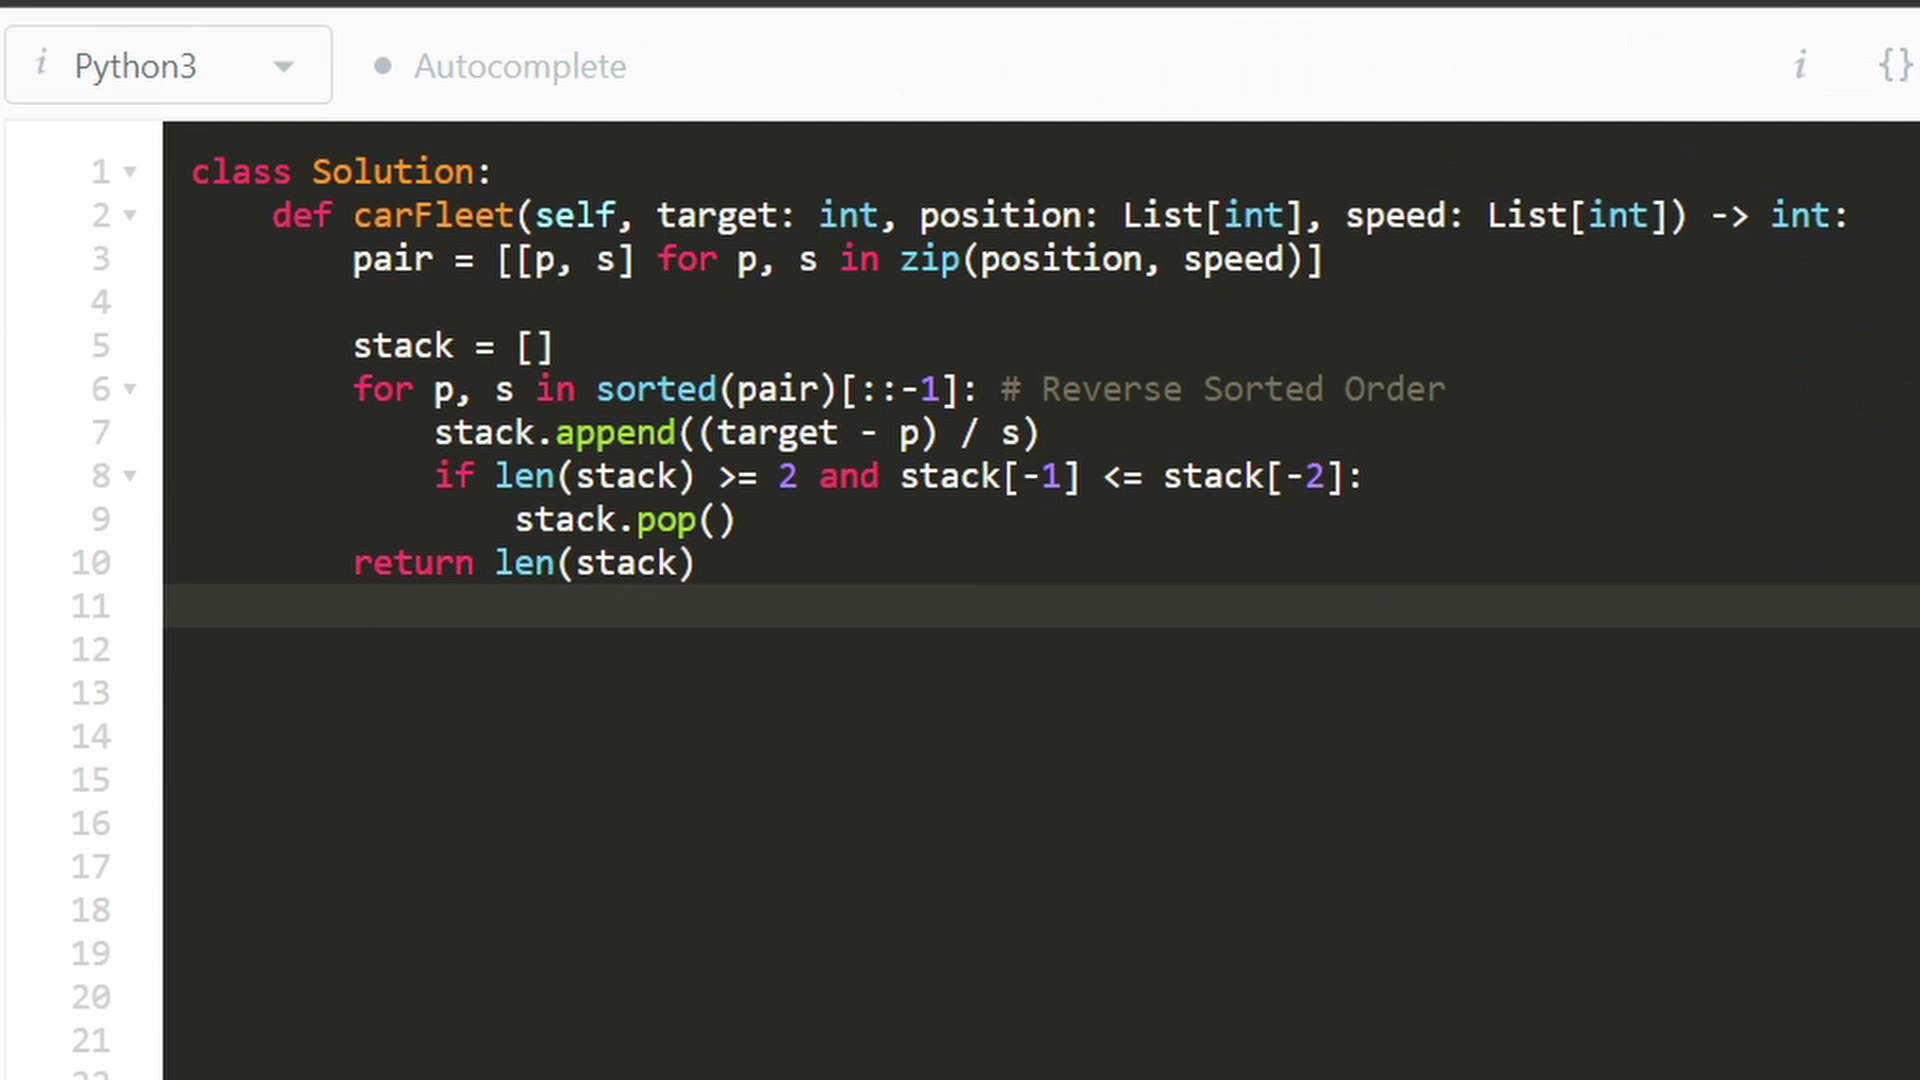 i Python3 Autocomplete i {}
1 class Solution:
2 def carFleet(self, target: int, position: List[int], speed: List[int]) -> int:
3 pair = [[p, s] for p, s in zip(position, speed)]
4
5 stack = []
6 for p, s in sorted(pair)[::-1]: # Reverse Sorted Order
7 stack.append((target - p) / s)
8 if len(stack) >= 2 and stack[-1] <= stack[-2]:
9 stack.pop()
10 return len(stack)
11
12
13
14
15
16
17
18
19
20
21